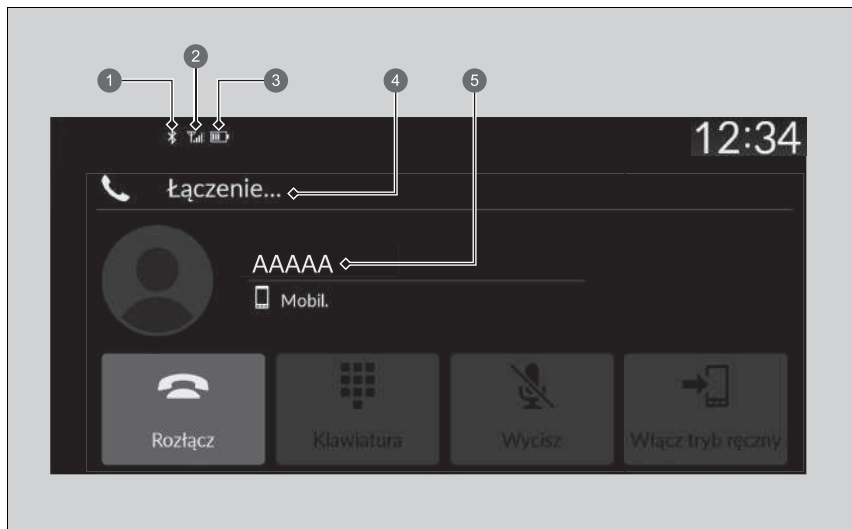 2
1 3 4 5
12:34
Łączenie...
AAAAA
Mobil.
Rozłącz Klawiatura Wycisz Włącz tryb ręczny